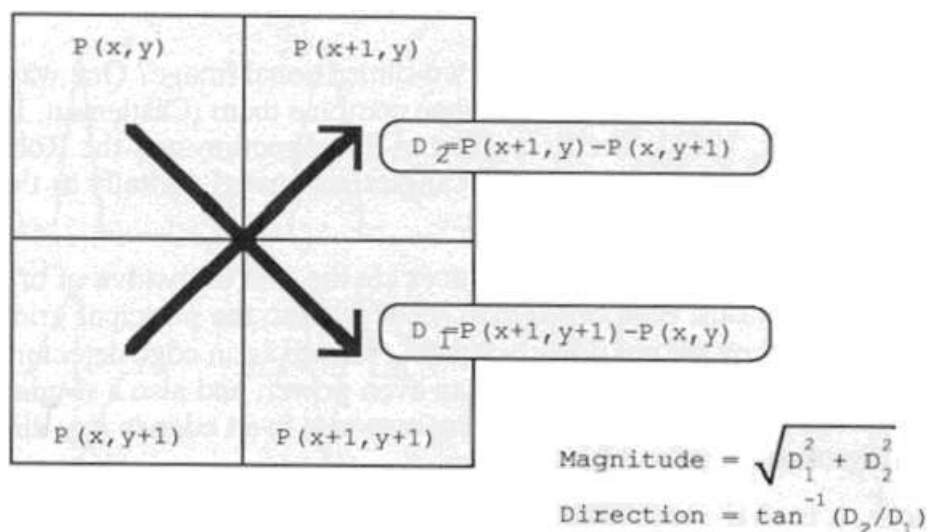 P(x,y) P(x+1,y)
D₂=P(x+1,y)-P(x,y+1)
D₁=P(x+1,y+1)-P(x,y)
P(x,y+1) P(x+1,y+1)
Magnitude = √(D₁² + D₂²)
Direction = tan⁻¹ (D₂/D₁)